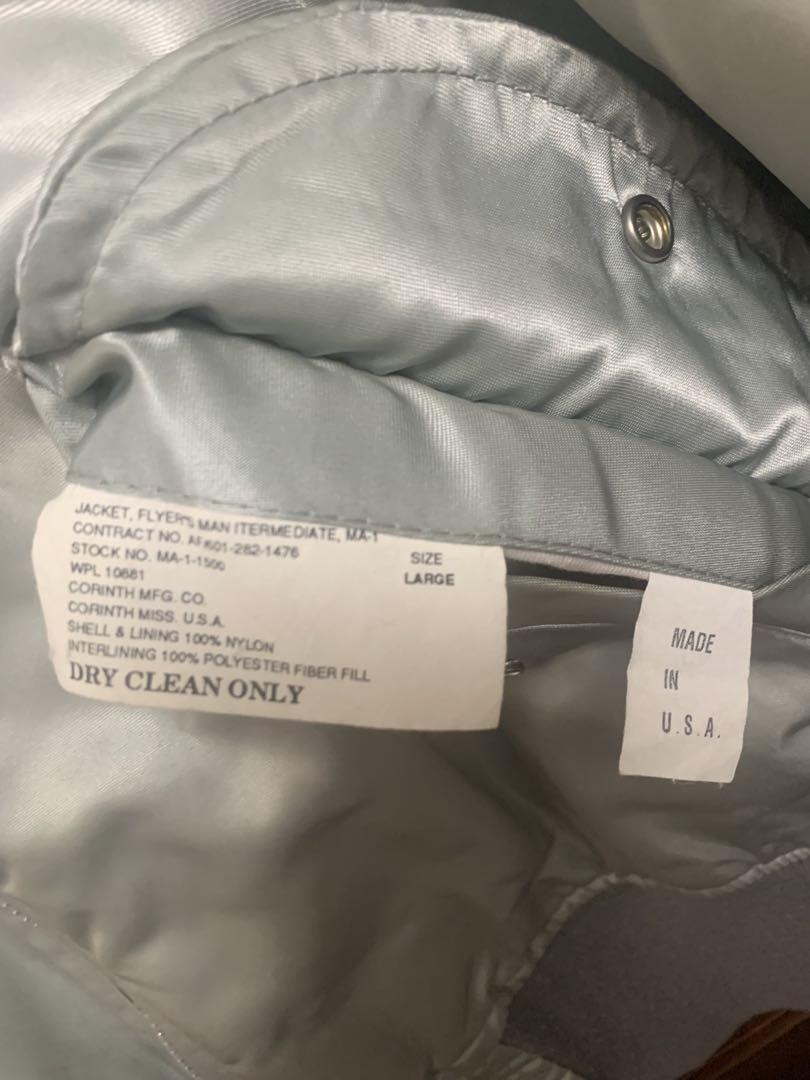 JACKET, FLYER'S MAN ITERMEDIATE, MA-1
CONTRACT NO. AF601-282-1476
STOCK NO. MA-1-1500
WPL 10681
CORINTH MFG. CO.
CORINTH MISS. U.S.A.
SHELL & LINING 100% NYLON
INTERLINING 100% POLYESTER FIBER FILL
DRY CLEAN ONLY
SIZE
LARGE
MADE
IN
U.S.A.